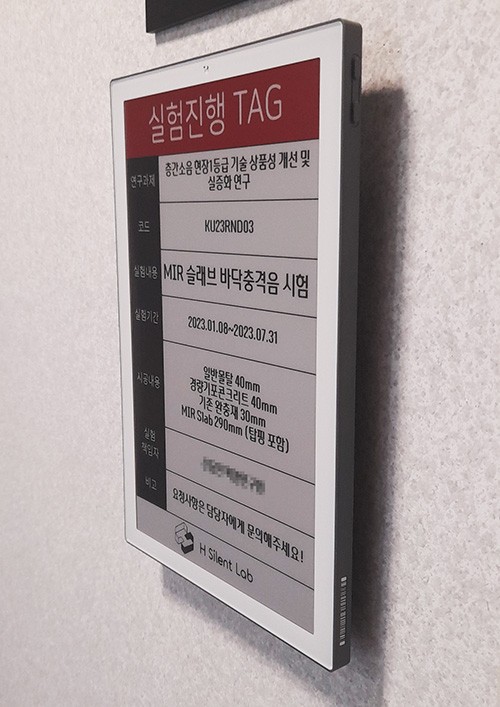 실험진행 TAG
연구과제
층간소음 현장1등급 기술 상품성 개선 및
실증화 연구
코드
KU23RND03
실험내용
MIR 슬래브 바닥충격음 시험
실험기간
2023.01.08~2023.07.31
시공내용
일반몰탈 40mm
경량기포콘크리트 40mm
기존 완충재 30mm
MIR Slab 290mm (탑핑 포함)
실험
책임자
비고
요청사항은 담당자에게 문의해주세요!
H Silent Lab